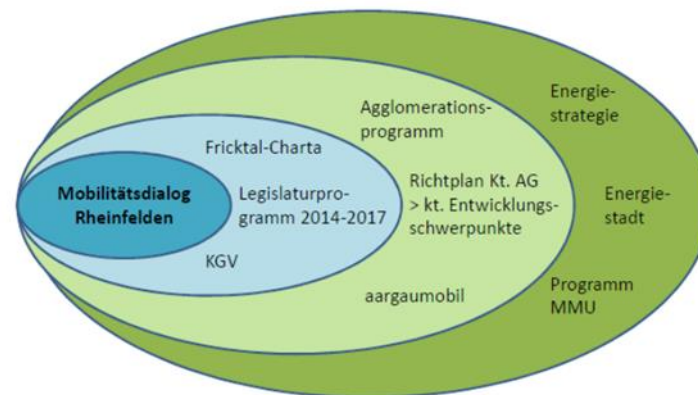 Mobilitätsdialog
Rheinfelden
Fricktal-Charta
Legislaturpro-
gramm 2014-2017
KGV
Agglomerations-
programm
Richtplan Kt. AG
> kt. Entwicklungs-
schwerpunkte
aargaumobil
Energie-
strategie
Energie-
stadt
Programm
MMU